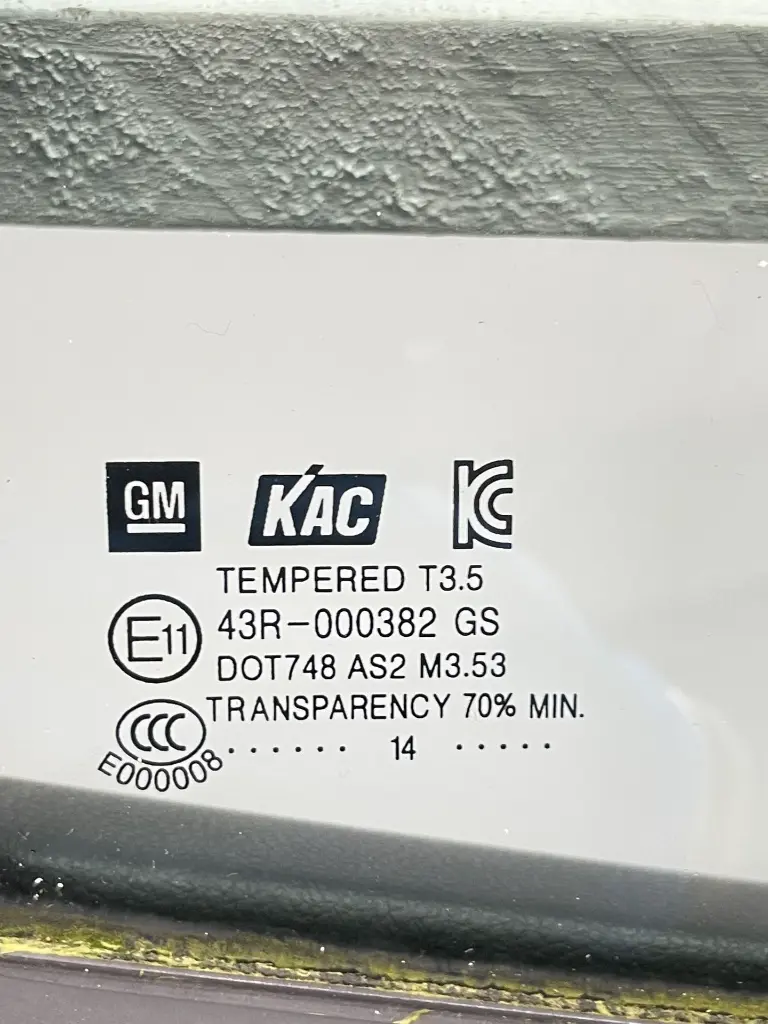 GM KAC KC
TEMPERED T3.5
E11 43R-000382 GS
DOT748 AS2 M3.53
TRANSPARENCY 70% MIN.
CCC
E000008
. . . . . . 14 . . . . .